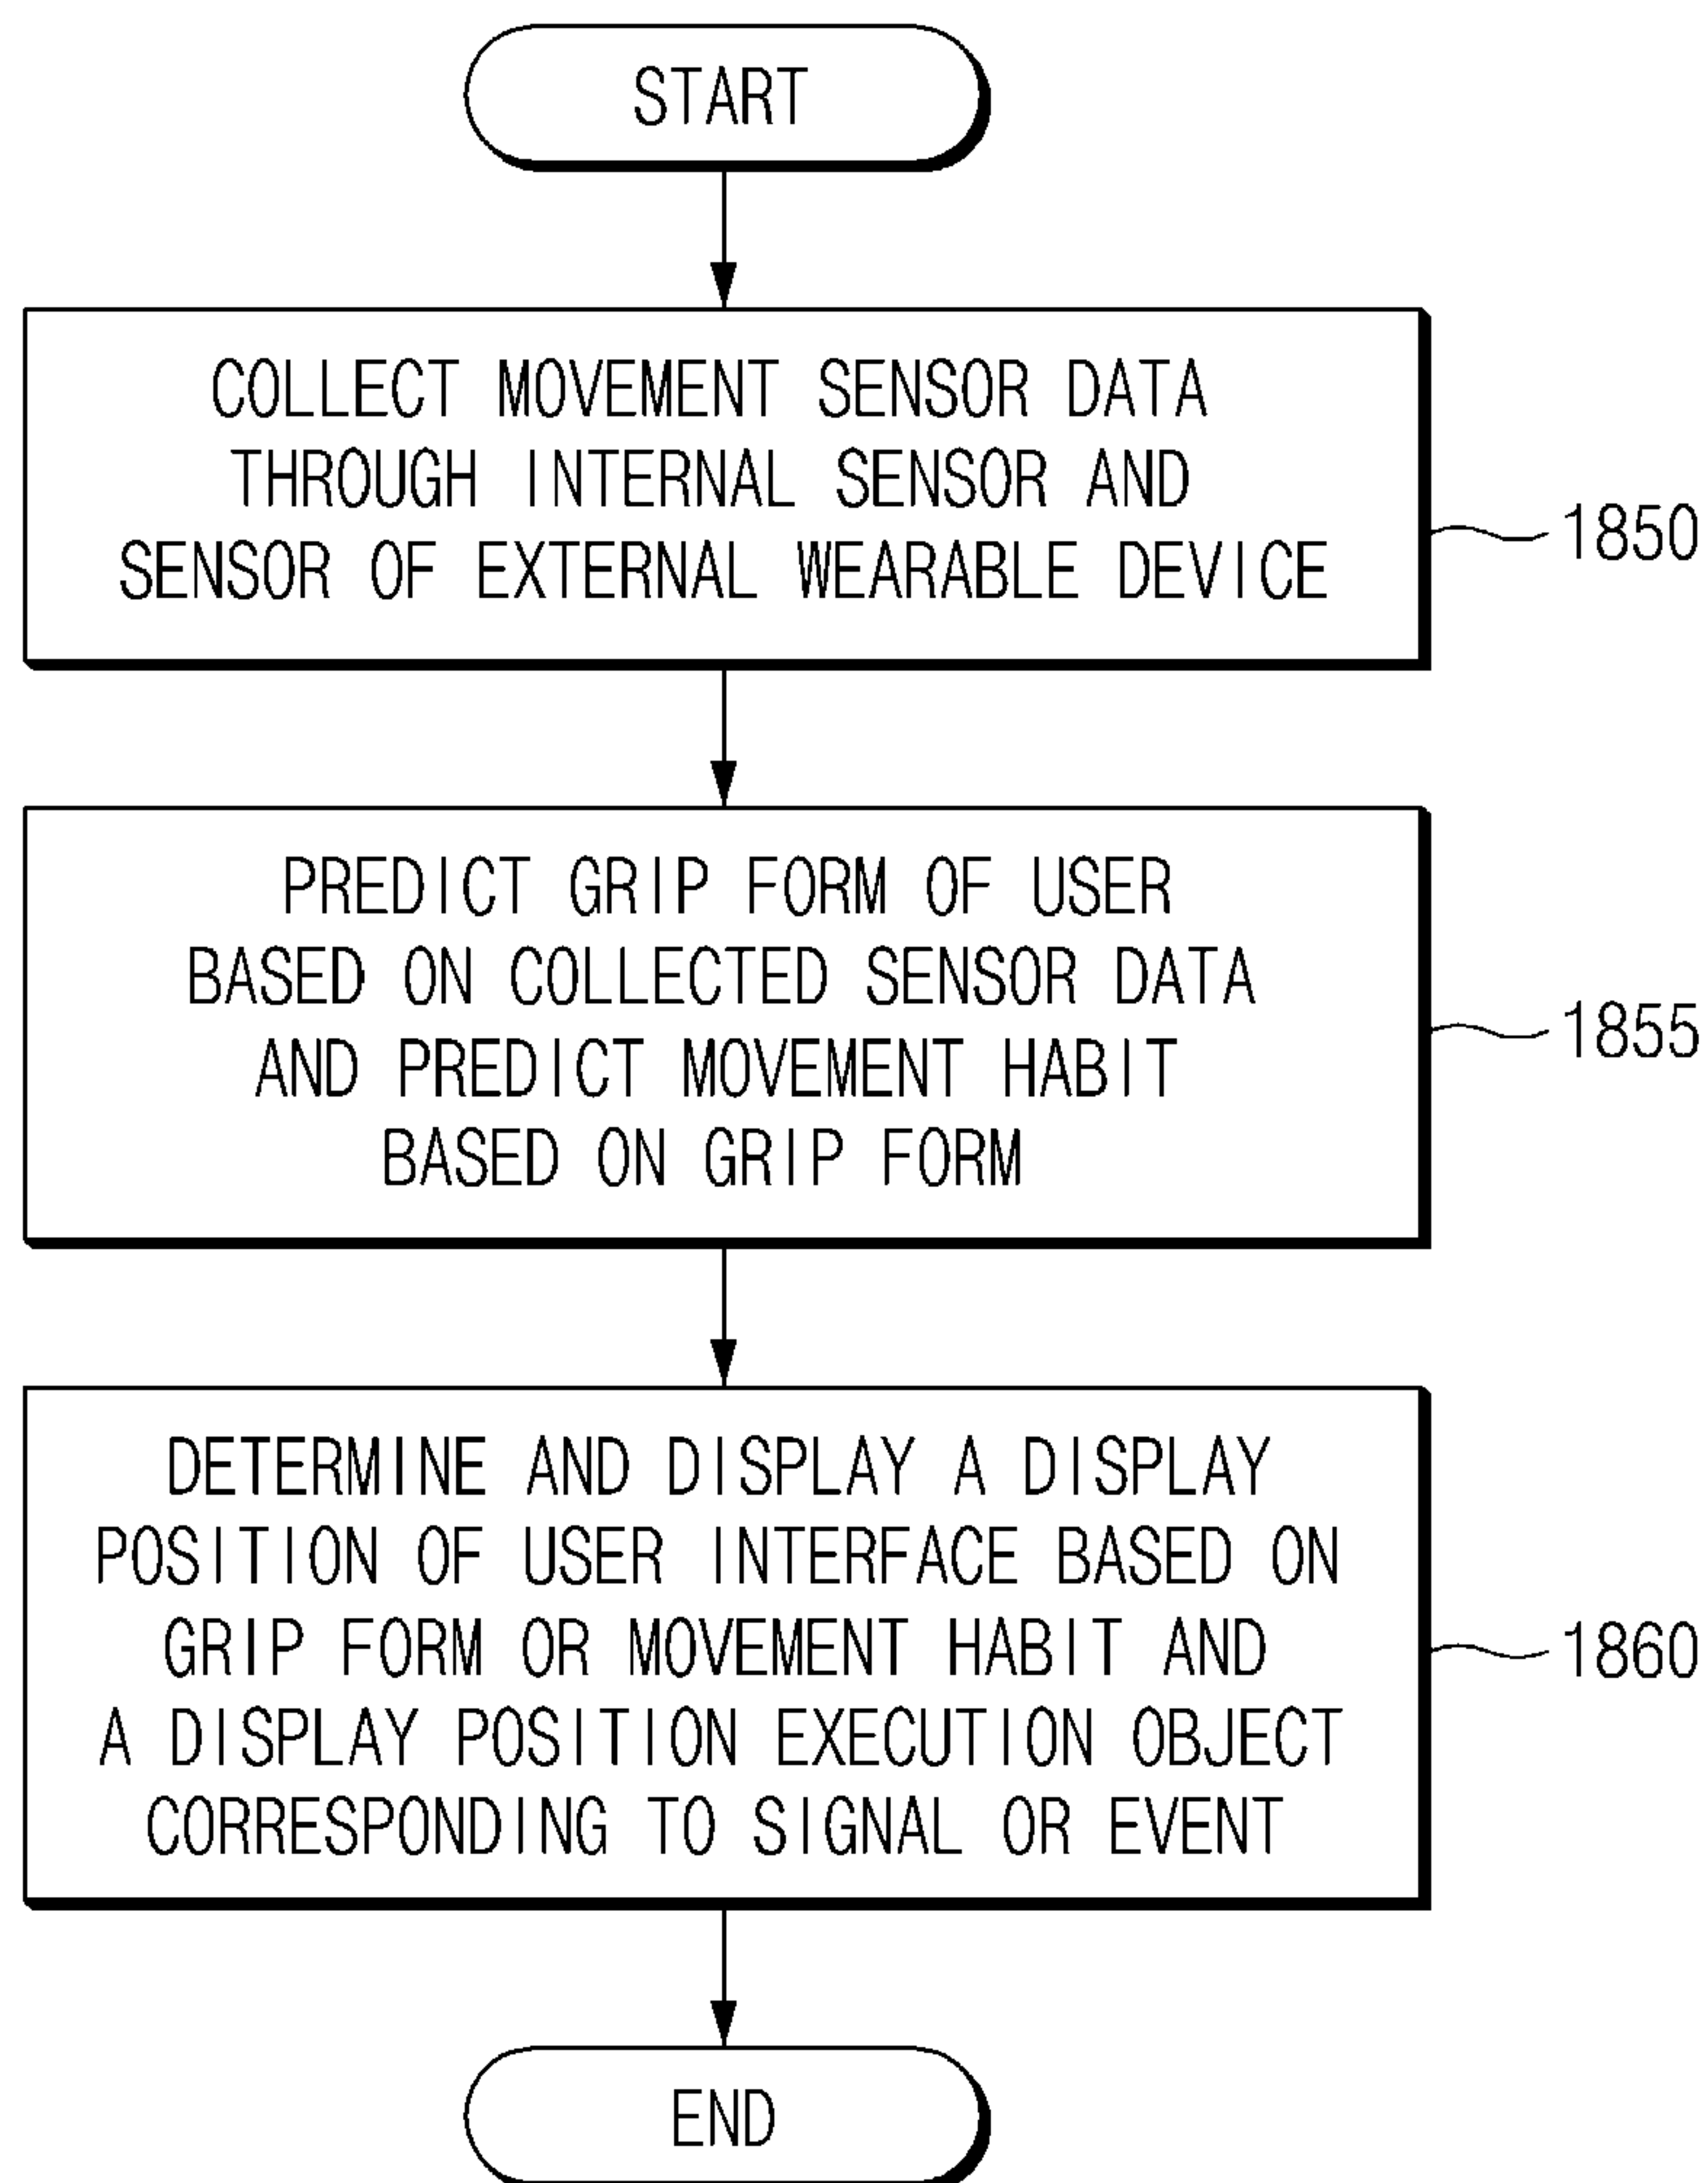 START
COLLECT MOVEMENT SENSOR DATA
THROUGH INTERNAL SENSOR AND
SENSOR OF EXTERNAL WEARABLE DEVICE
1850
PREDICT GRIP FORM OF USER
BASED ON COLLECTED SENSOR DATA
AND PREDICT MOVEMENT HABIT
BASED ON GRIP FORM
1855
DETERMINE AND DISPLAY A DISPLAY
POSITION OF USER INTERFACE BASED ON
GRIP FORM OR MOVEMENT HABIT AND
A DISPLAY POSITION EXECUTION OBJECT
CORRESPONDING TO SIGNAL OR EVENT
1860
END